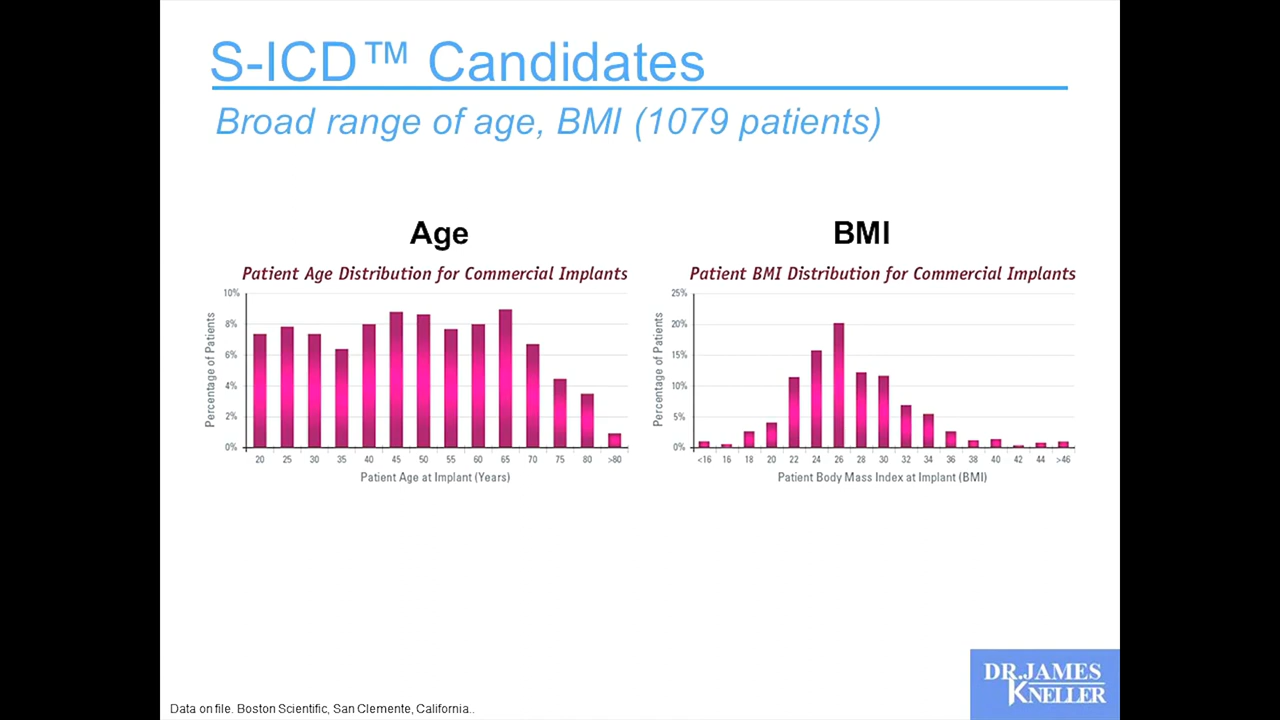 S-ICD™ Candidates
Broad range of age, BMI (1079 patients)
Age
Patient Age Distribution for Commercial Implants
Percentage of Patients
10%
8%
6%
4%
2%
0%
20 25 30 35 40 45 50 55 60 65 70 75 80 >80
Patient Age at Implant (Years)
BMI
Patient BMI Distribution for Commercial Implants
Percentage of Patients
25%
20%
15%
10%
5%
0%
<16 16 18 20 22 24 26 28 30 32 34 36 38 40 42 44 >46
Patient Body Mass Index at Implant (BMI)
DR. JAMES
KNELLER
Data on file. Boston Scientific, San Clemente, California..